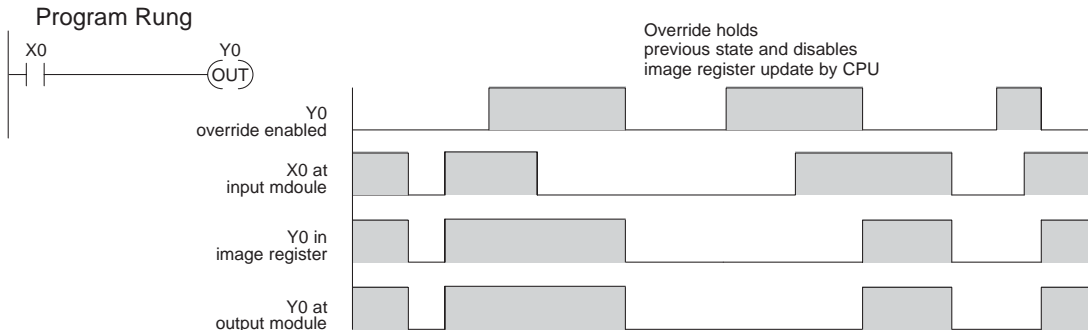 Program Rung
X0
Y0
OUT
Override holds
previous state and disables
image register update by CPU
Y0
override enabled
X0 at
input mdoule
Y0 in
image register
Y0 at
output module